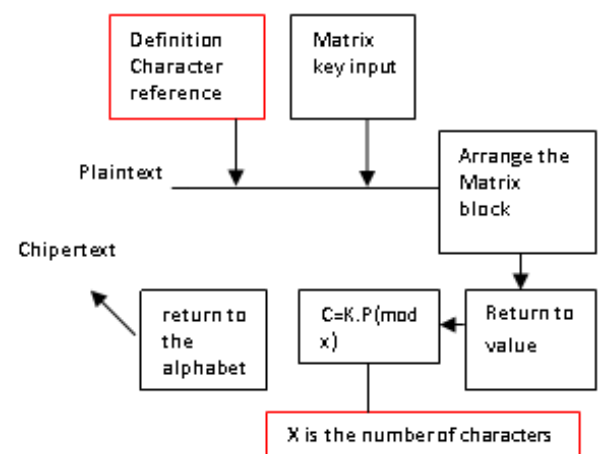 Definition
Character
reference
Matrix
key input
Plaintext
Arrange the
Matrix
block
Chipertext
return to
the
alphabet
C=K.P(mod
x)
Return to
value
X is the number of characters